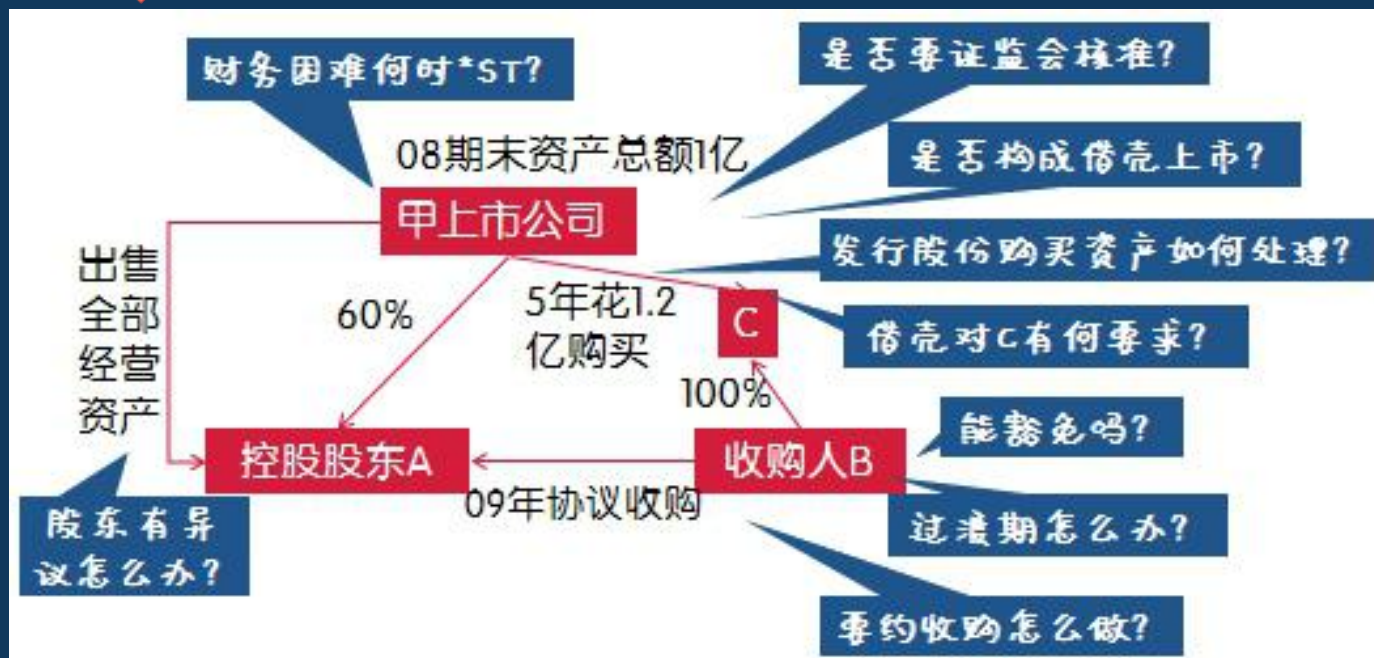 财务困难何时*ST?
是否要证监会核准?
08期末资产总额1亿
是否构成借壳上市?
甲上市公司
发行股份购买资产如何处理?
出售
全部
经营
资产
60%
5年花1.2
亿购买
C
借壳对C有何要求?
100%
能豁免吗?
控股股东A
收购人B
09年协议收购
过渡期怎么办?
股东有异
议怎么办?
要约收购怎么做?